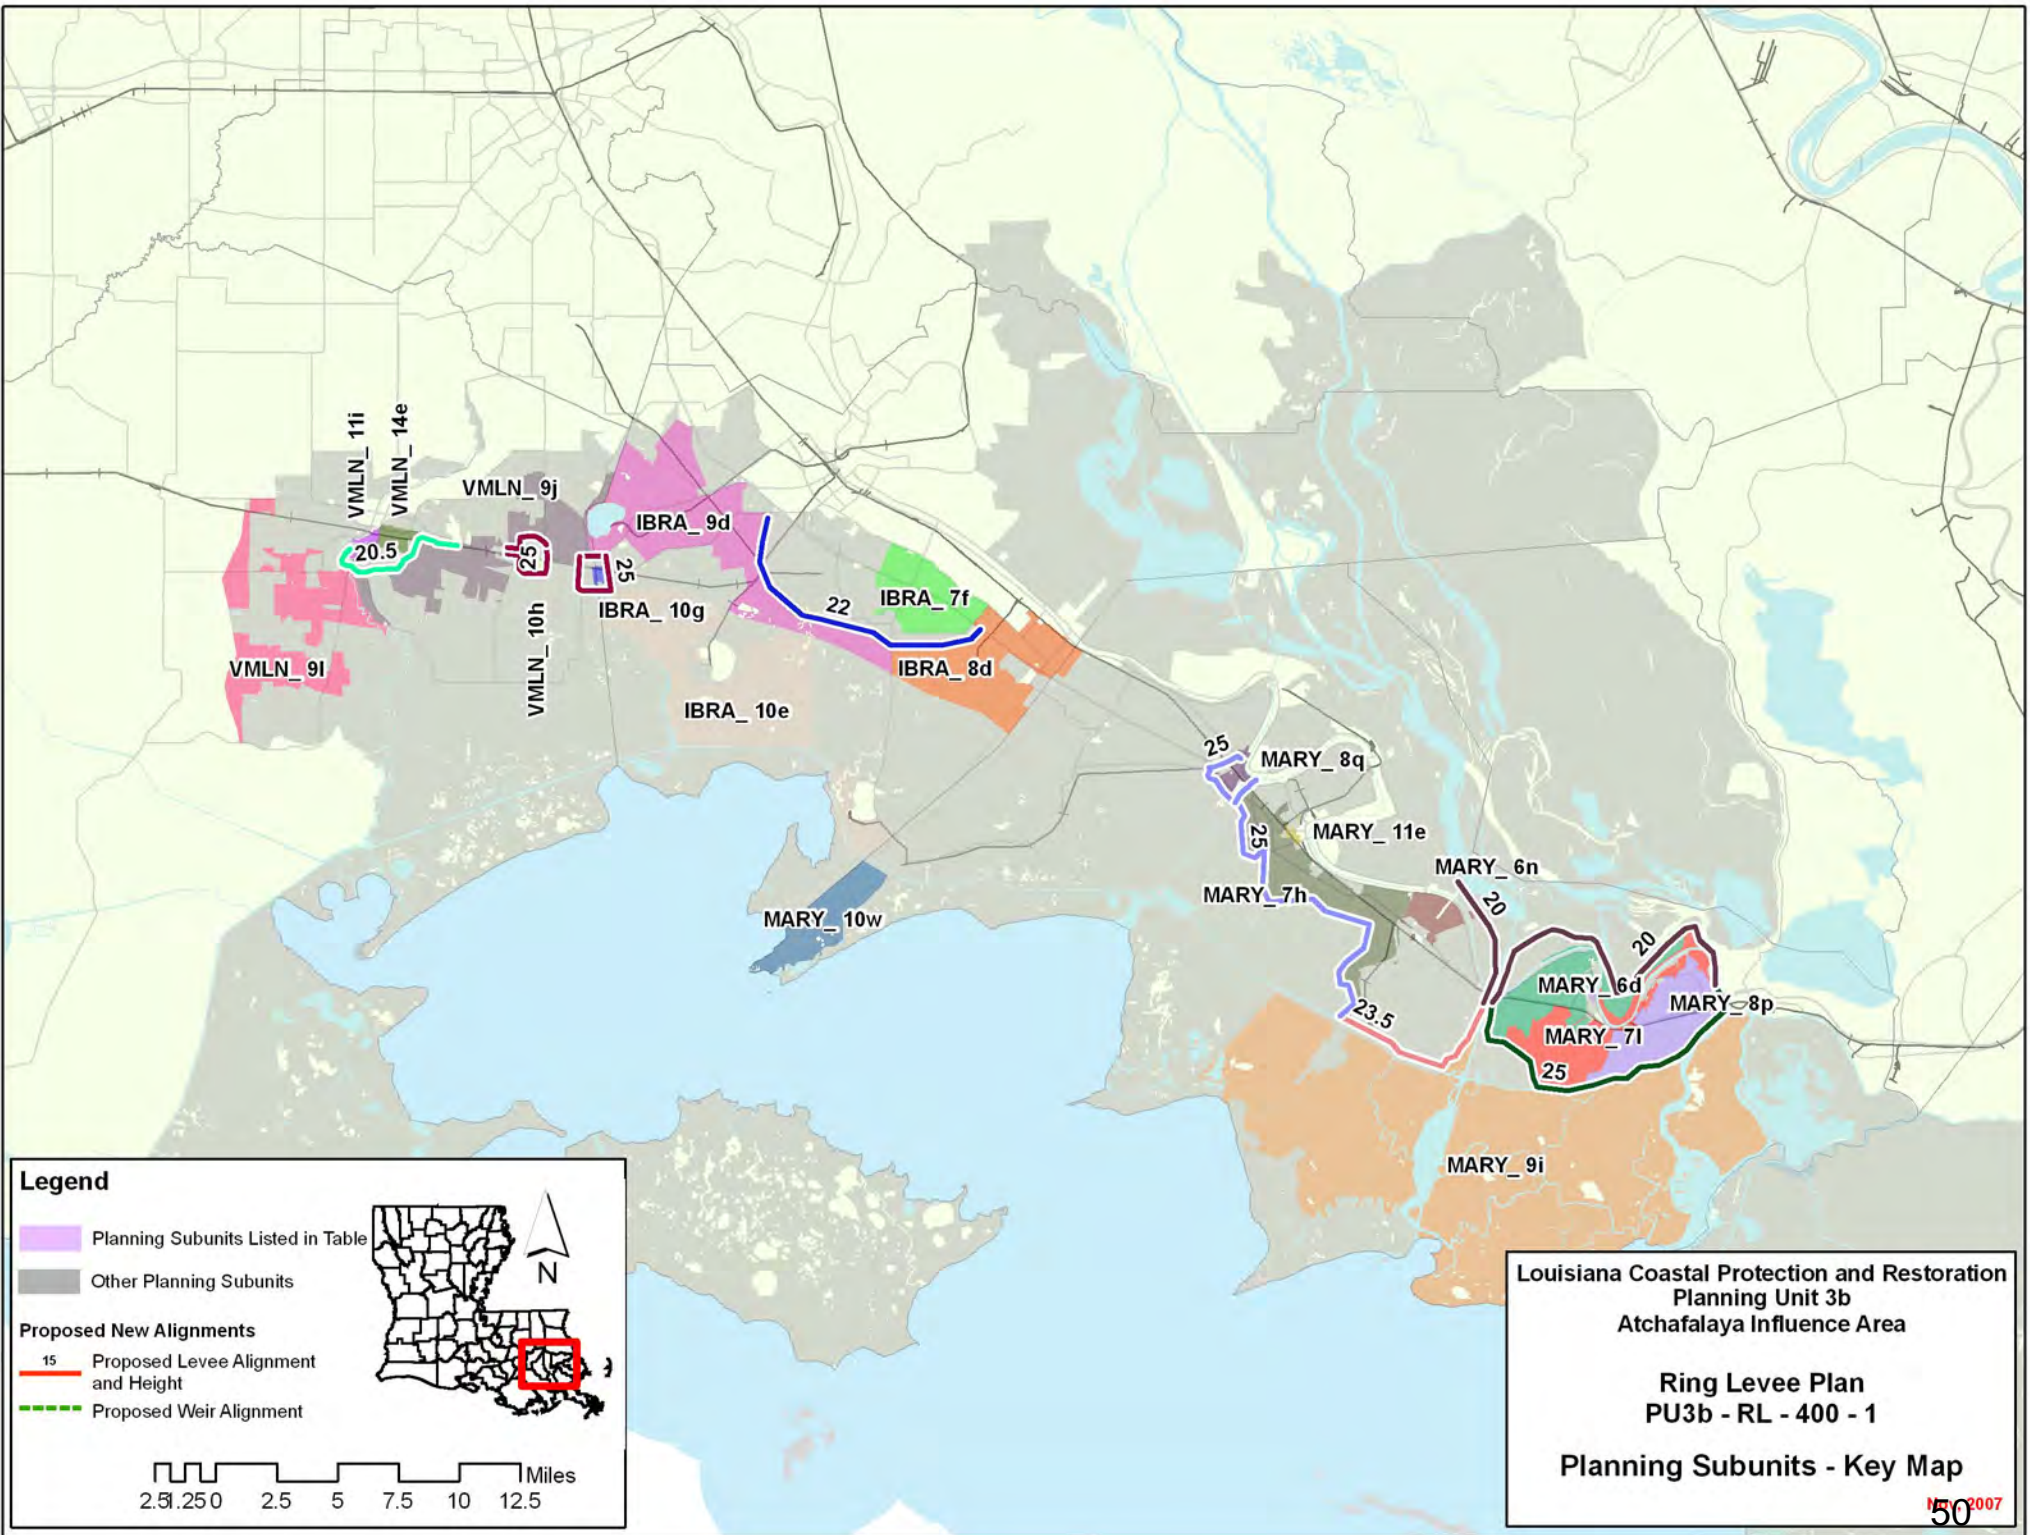 VMLN_ 11i
VMLN_ 14e
VMLN_ 9j
IBRA_ 9d
20.5
25
25
IBRA_ 10g
IBRA_ 7f
22
VMLN_ 10h
VMLN_ 9l
IBRA_ 8d
IBRA_ 10e
25
MARY_ 8q
25
MARY_ 11e
MARY_ 6n
MARY_ 7h
20
MARY_ 10w
20
MARY_ 6d
MARY_ 8p
23.5
MARY_ 7l
25
MARY_ 9i
Legend
Planning Subunits Listed in Table
Other Planning Subunits
Proposed New Alignments
15
Proposed Levee Alignment
and Height
Proposed Weir Alignment
N
Miles
2.5 1.25 0 2.5 5 7.5 10 12.5
Louisiana Coastal Protection and Restoration
Planning Unit 3b
Atchafalaya Influence Area
Ring Levee Plan
PU3b - RL - 400 - 1
Planning Subunits - Key Map
Nov, 2007
50